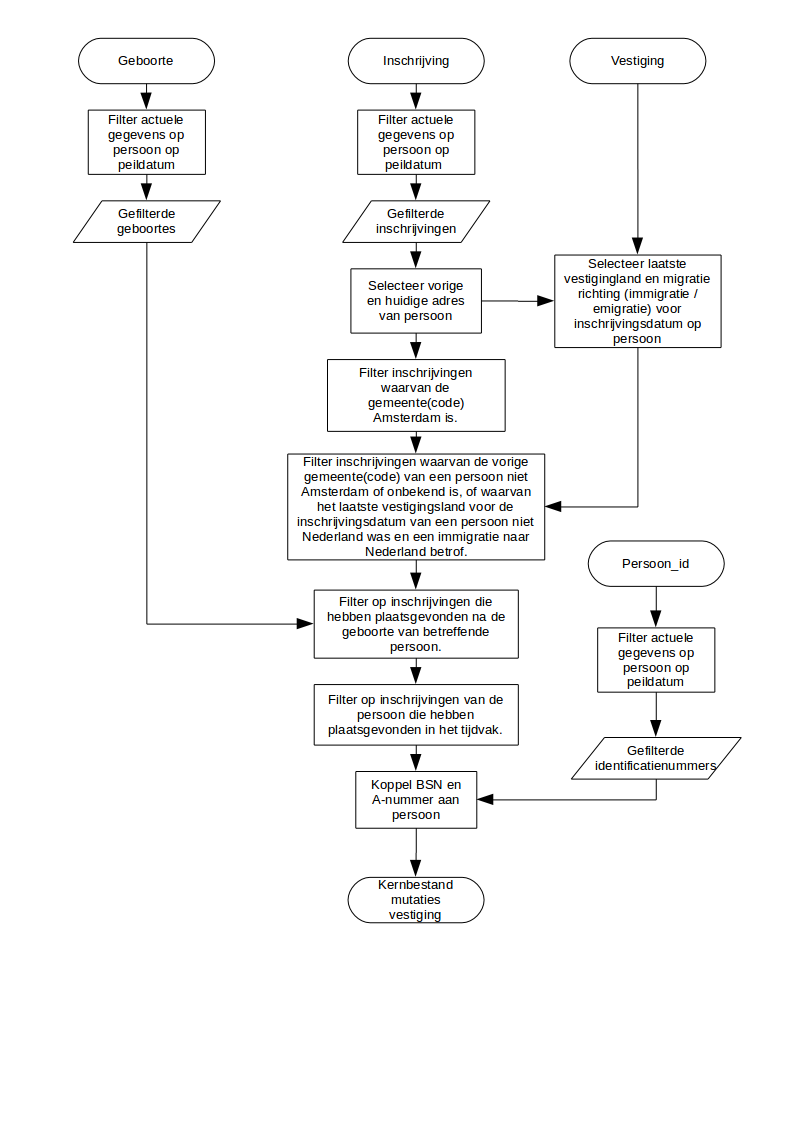 Geboorte
Inschrijving
Vestiging
Filter actuele
gegevens op
persoon op
peildatum
Filter actuele
gegevens op
persoon op
peildatum
Gefilterde
geboortes
Gefilterde
inschrijvingen
Selecteer vorige
en huidige adres
van persoon
Selecteer laatste
vestigingland en migratie
richting (immigratie /
emigratie) voor
inschrijvingsdatum op
persoon
Filter inschrijvingen
waarvan de
gemeente(code)
Amsterdam is.
Filter inschrijvingen waarvan de vorige
gemeente(code) van een persoon niet
Amsterdam of onbekend is, of waarvan
het laatste vestigingsland voor de
inschrijvingsdatum van een persoon niet
Nederland was en een immigratie naar
Nederland betrof.
Persoon_id
Filter op inschrijvingen die
hebben plaatsgevonden na de
geboorte van betreffende
persoon.
Filter actuele
gegevens op
persoon op
peildatum
Filter op inschrijvingen van de
persoon die hebben
plaatsgevonden in het tijdvak.
Gefilterde
identificatienummers
Koppel BSN en
A-nummer aan
persoon
Kernbestand
mutaties
vestiging